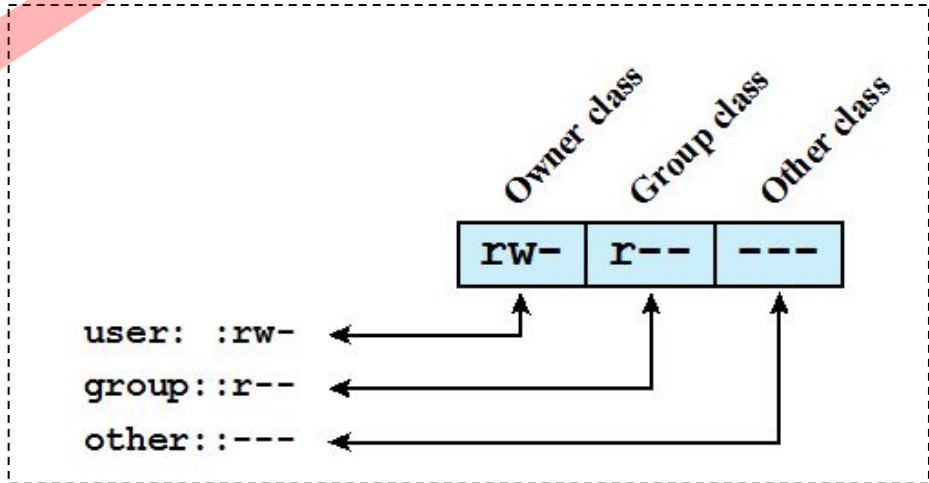 Owner class
Group class
Other class
rw- r-- ---
user: :rw-
group::r--
other::---